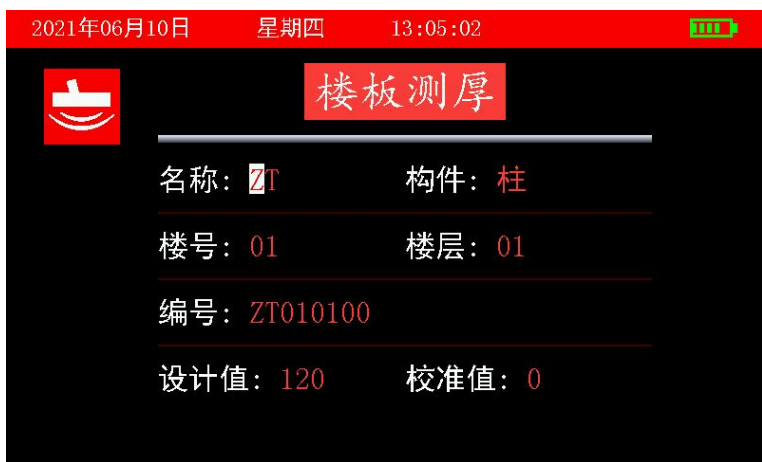 2021年06月10日 星期四 13:05:02
楼板测厚
名称: ZT 构件: 柱
楼号: 01 楼层: 01
编号: ZT010100
设计值: 120 校准值: 0